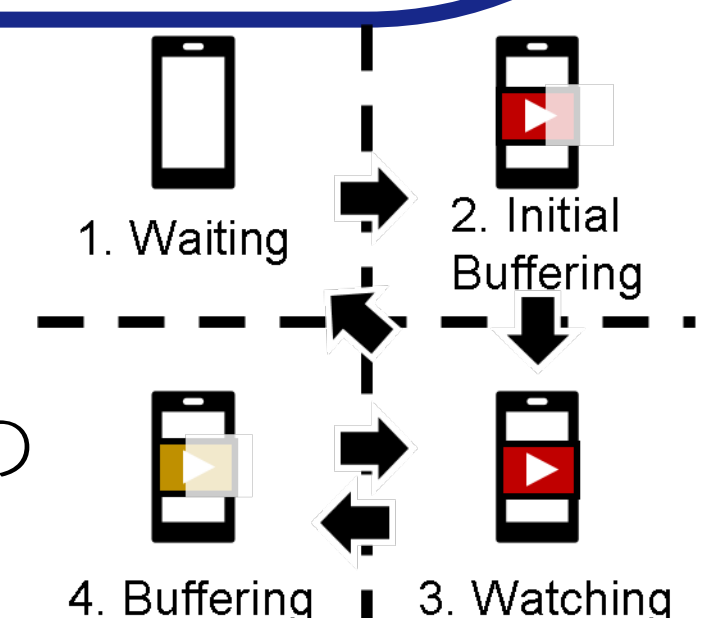 1. Waiting
2. Initial
Buffering
4. Buffering
3. Watching